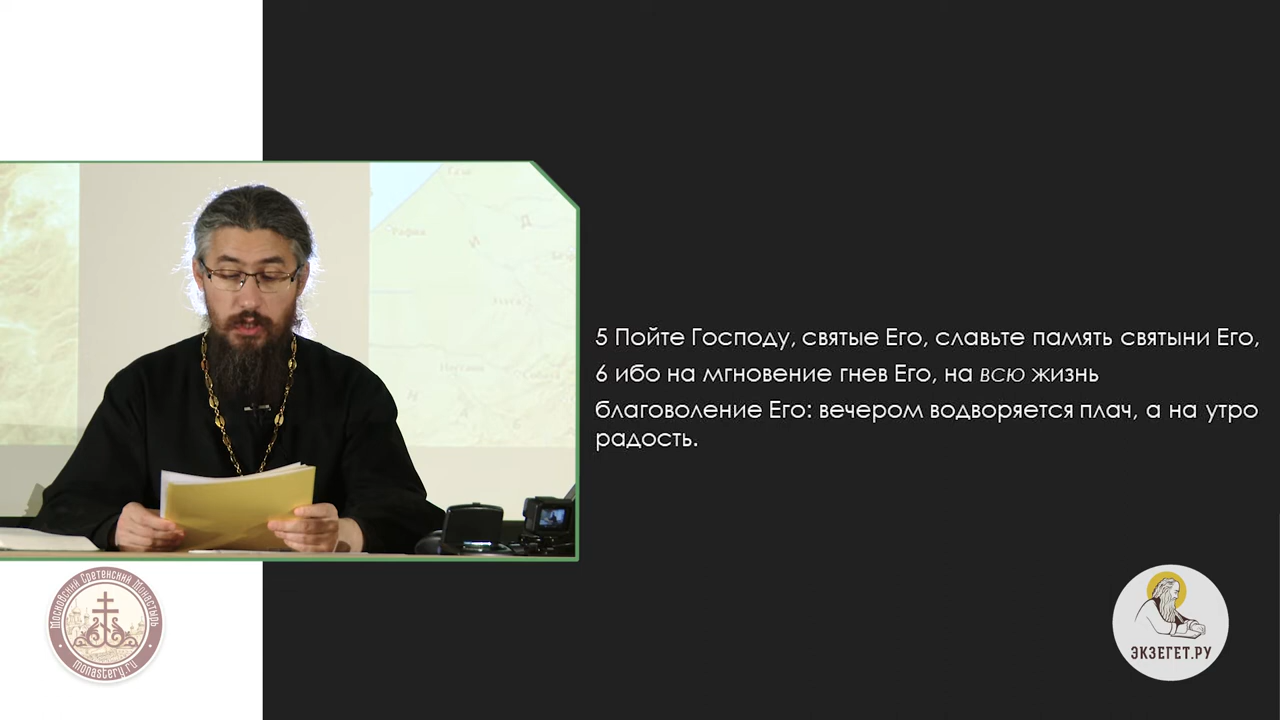 5 Пойте Господу, святые Его, славьте память святыни Его,
6 ибо на мгновение гнев Его, на всю жизнь
благоволение Его: вечером водворяется плач, а на утро
радость.
Московский Сретенский Монастырь
monastery.ru
ЭКЗЕГЕТ.РУ